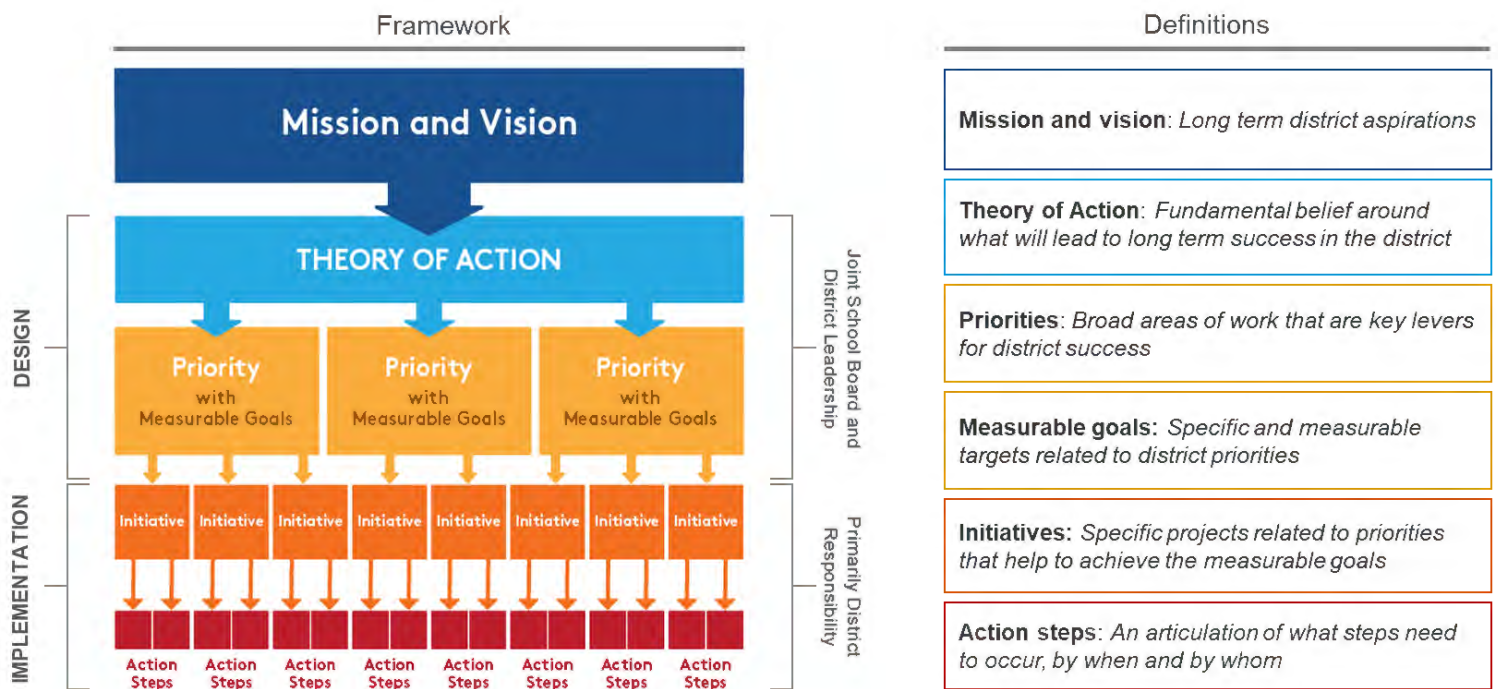 Framework
Mission and Vision
THEORY OF ACTION
Priority
with
Measurable Goals
Priority
with
Measurable Goals
Priority
with
Measurable Goals
Initiative
Initiative
Initiative
Initiative
Initiative
Initiative
Initiative
Initiative
Action
Steps
Action
Steps
Action
Steps
Action
Steps
Action
Steps
Action
Steps
Action
Steps
Action
Steps
DESIGN
IMPLEMENTATION
Joint School Board and
District Leadership
Primarily District
Responsibility
Definitions
Mission and vision: Long term district aspirations
Theory of Action: Fundamental belief around
what will lead to long term success in the district
Priorities: Broad areas of work that are key levers
for district success
Measurable goals: Specific and measurable
targets related to district priorities
Initiatives: Specific projects related to priorities
that help to achieve the measurable goals
Action steps: An articulation of what steps need
to occur, by when and by whom